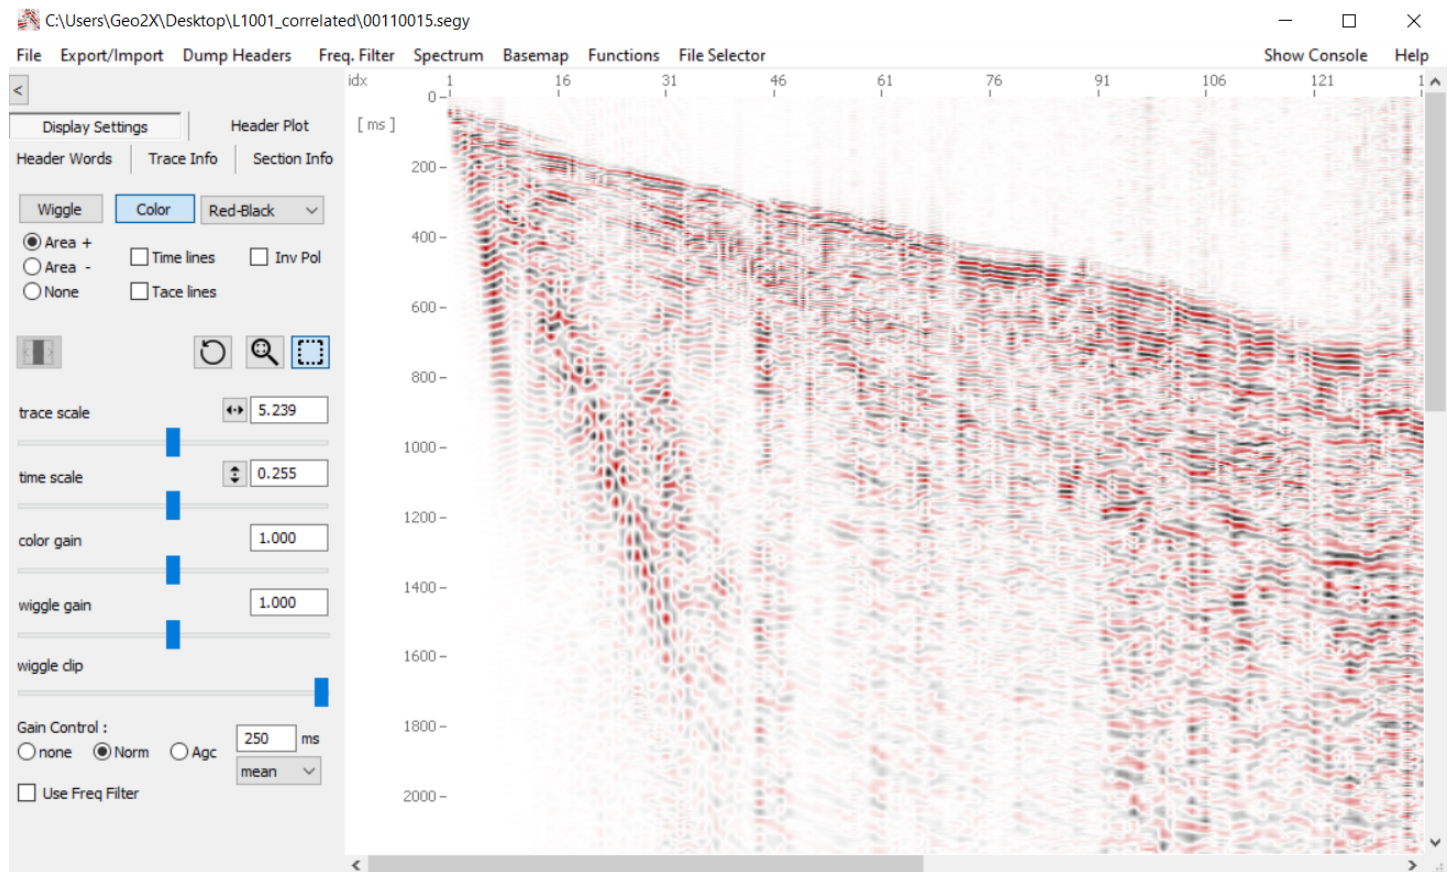 C:\Users\Geo2X\Desktop\L1001_correlated\00110015.segy
File Export/Import Dump Headers Freq. Filter Spectrum Basemap Functions File Selector Show Console Help
<
Display Settings Header Plot
Header Words Trace Info Section Info
Wiggle Color Red-Black
Area + Time lines Inv Pol
Area -
None Tace lines
trace scale 5.239
time scale 0.255
color gain 1.000
wiggle gain 1.000
wiggle clip
Gain Control :
none Norm Agc 250 ms
mean
Use Freq Filter
idx 1 16 31 46 61 76 91 106 121 1
0
[ ms ]
200
400
600
800
1000
1200
1400
1600
1800
2000